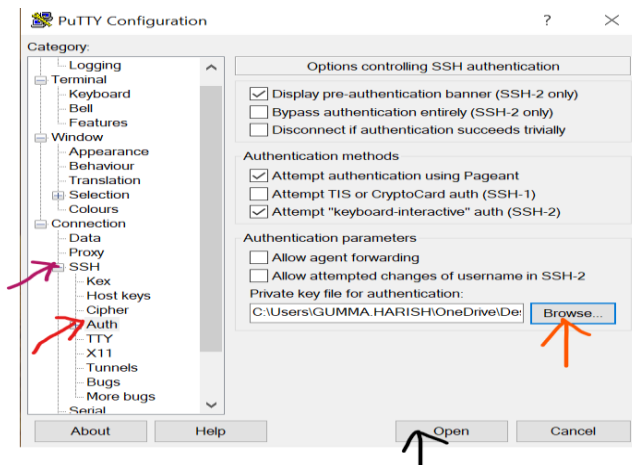 PuTTY Configuration
?
Category:
Logging
Terminal
Keyboard
Bell
Features
Window
Appearance
Behaviour
Translation
Selection
Colours
Connection
Data
Proxy
SSH
Kex
Host keys
Cipher
Auth
TTY
X11
Tunnels
Bugs
More bugs
Serial
Options controlling SSH authentication
Display pre-authentication banner (SSH-2 only)
Bypass authentication entirely (SSH-2 only)
Disconnect if authentication succeeds trivially
Authentication methods
Attempt authentication using Pageant
Attempt TIS or CryptoCard auth (SSH-1)
Attempt "keyboard-interactive" auth (SSH-2)
Authentication parameters
Allow agent forwarding
Allow attempted changes of username in SSH-2
Private key file for authentication:
C:\Users\GUMMA.HARISH\OneDrive\De:
Browse...
About
Help
Open
Cancel